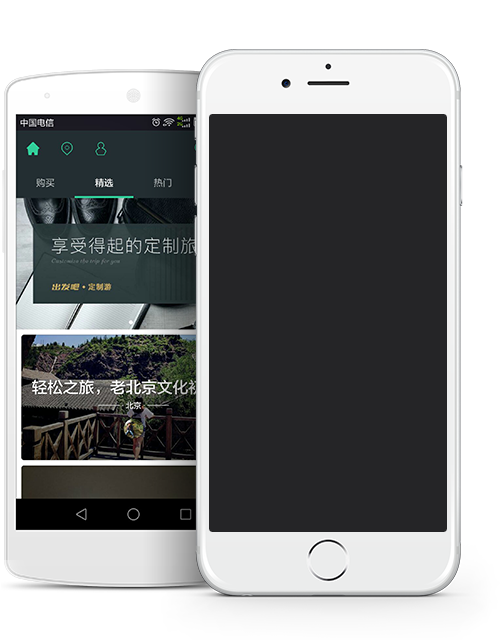 中国电信
购买 精选 热门
享受得起的定制旅
Customize the trip for you
出发吧•定制游
轻松之旅，老北京文化
北京